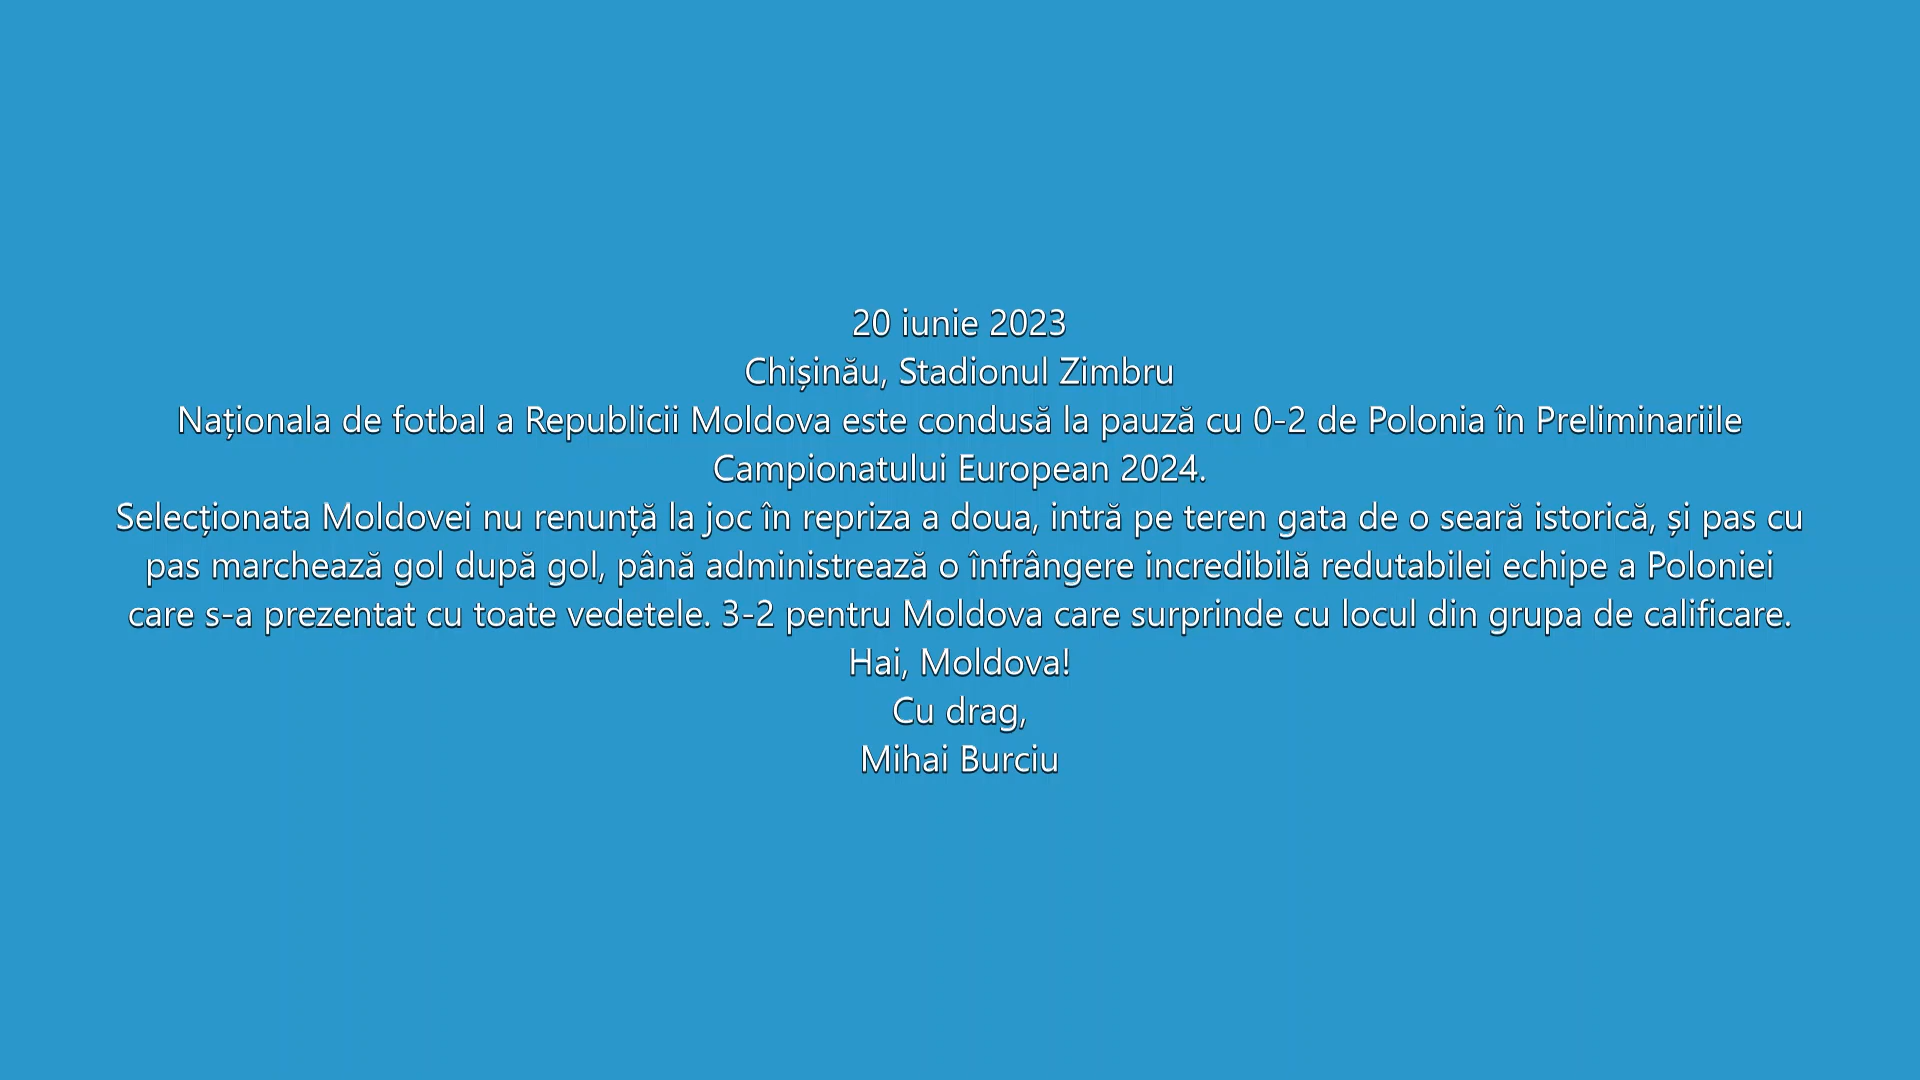 20 iunie 2023
Chișinău, Stadionul Zimbru
Naționala de fotbal a Republicii Moldova este condusă la pauză cu 0-2 de Polonia în Preliminariile
Campionatului European 2024.
Selecționata Moldovei nu renunță la joc în repriza a doua, intră pe teren gata de o seară istorică, și pas cu
pas marchează gol după gol, până administrează o înfrângere incredibilă redutabilei echipe a Poloniei
care s-a prezentat cu toate vedetele. 3-2 pentru Moldova care surprinde cu locul din grupa de calificare.
Hai, Moldova!
Cu drag,
Mihai Burciu